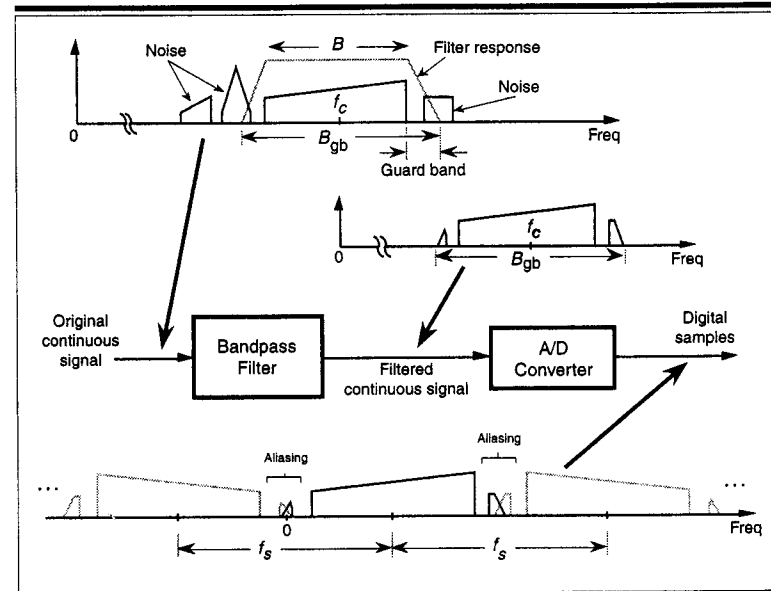 B
Noise
Filter response
Noise
f_c
0
Freq
B_gb
Guard band
f_c
0
B_gb
Freq
Original
continuous
signal
Bandpass
Filter
Filtered
continuous signal
A/D
Converter
Digital
samples
Aliasing
Aliasing
...
...
0
Freq
f_s
f_s